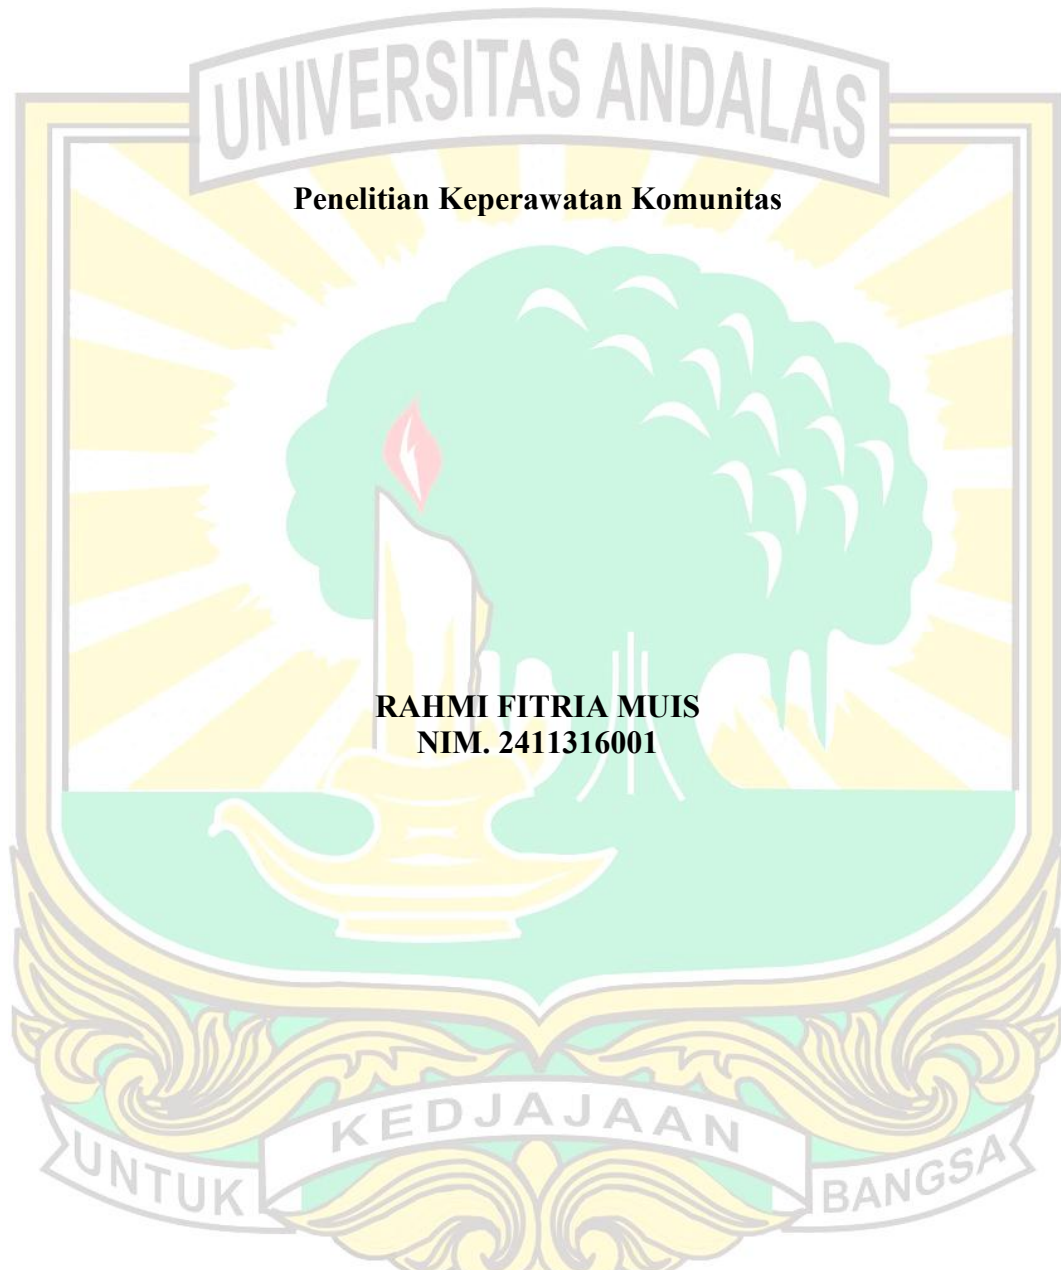 UNIVERSITAS ANDALAS
Penelitian Keperawatan Komunitas
RAHMI FITRIA MUIS
NIM. 2411316001
UNTUK KEDJAJAAN BANGSA